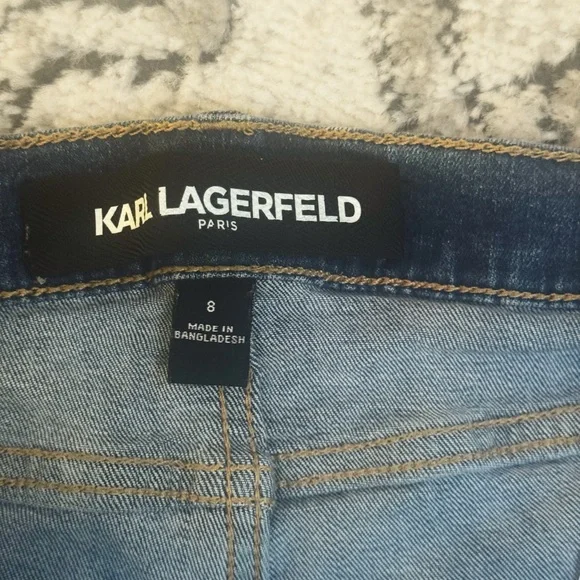 KARL LAGERFELD
PARIS
8
MADE IN
BANGLADESH